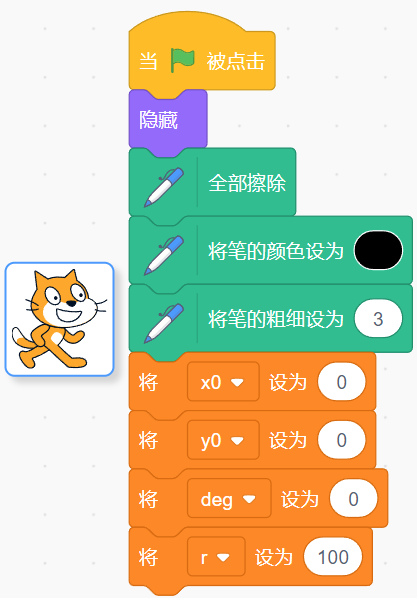 当 被点击
隐藏
全部擦除
将笔的颜色设为
将笔的粗细设为 3
将 x0 设为 0
将 y0 设为 0
将 deg 设为 0
将 r 设为 100